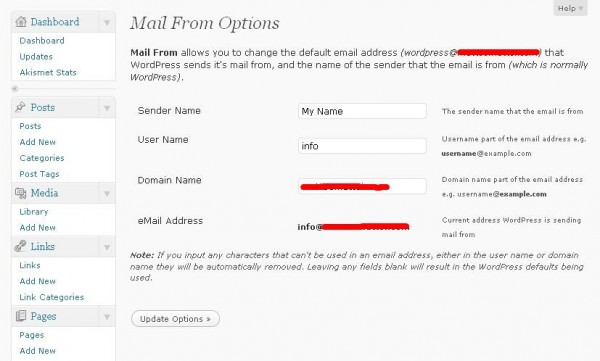 Help
Dashboard
Dashboard
Updates
Akismet Stats
Posts
Posts
Add New
Categories
Post Tags
Media
Library
Add New
Links
Links
Add New
Link Categories
Pages
Pages
Add New
Mail From Options
Mail From allows you to change the default email address (wordpress@ ) that
WordPress sends it's mail from, and the name of the sender that the email is from (which is normally
WordPress).
Sender Name
My Name
The sender name that the email is from
User Name
info
Username part of the email address e.g.
username@example.com
Domain Name
Domain name part of the email address
e.g. username@example.com
eMail Address
info@
Current address WordPress is sending
mail from
Note: If you input any characters that can't be used in an email address, either in the user name or domain
name they will be automatically removed. Leaving any fields blank will result in the WordPress defaults being
used.
Update Options »